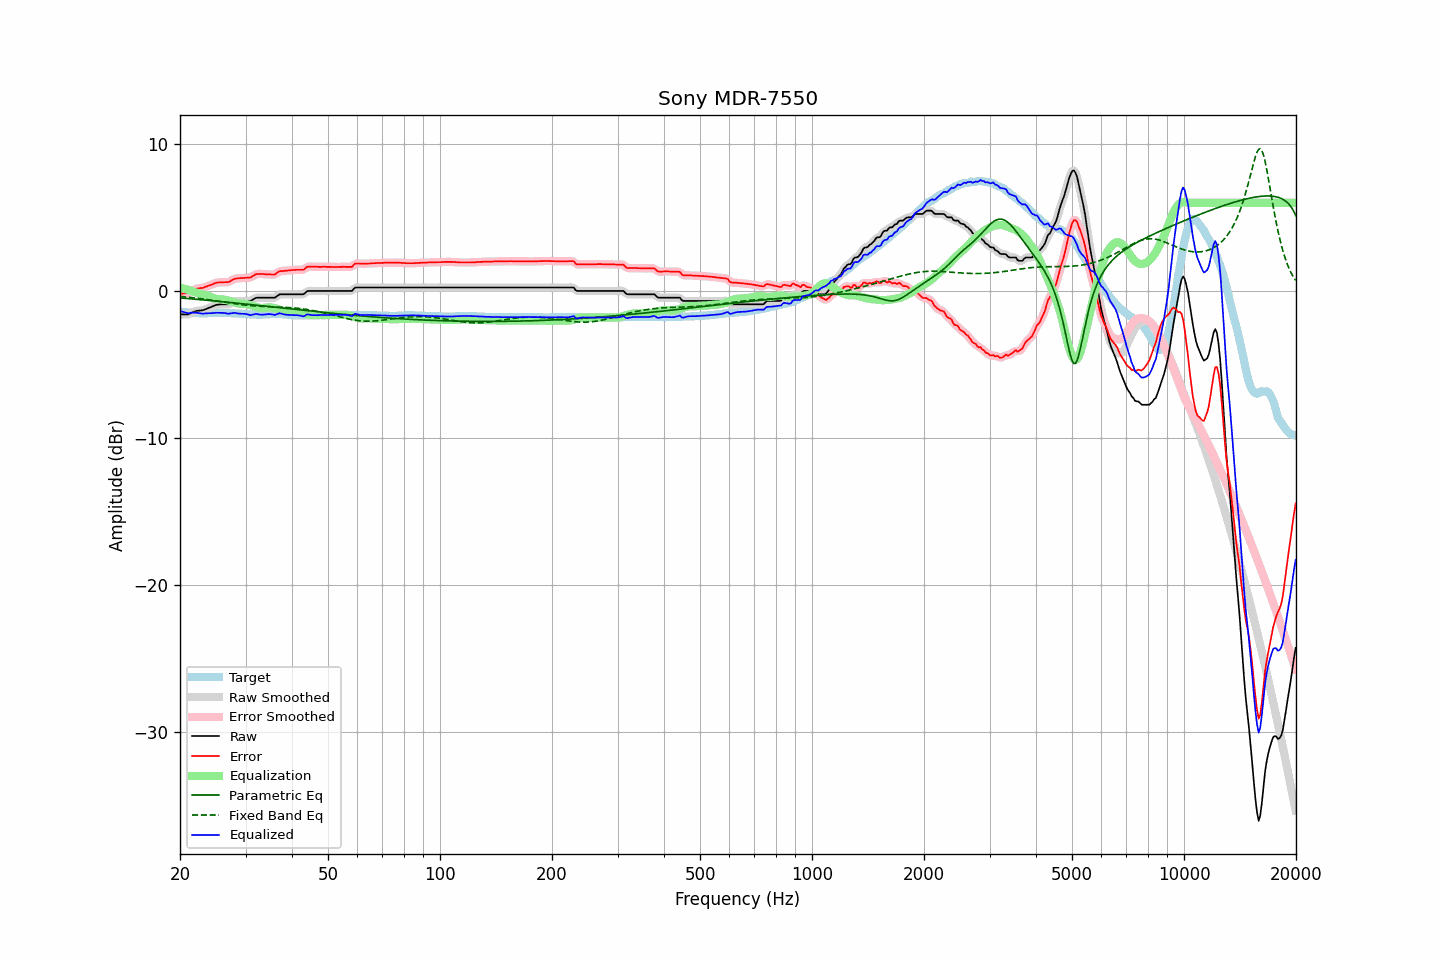 Sony MDR-7550
Amplitude (dBr)
10
0
−10
−20
−30
Target
Raw Smoothed
Error Smoothed
Raw
Error
Equalization
Parametric Eq
Fixed Band Eq
Equalized
20 50 100 200 500 1000 2000 5000 10000 20000
Frequency (Hz)